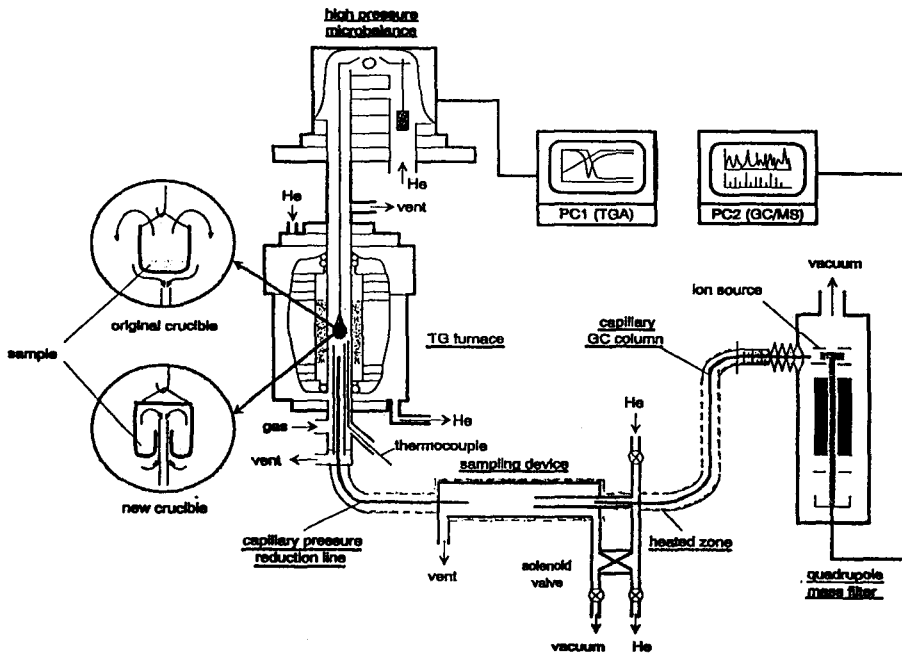 high pressure
microbalance
He
He
vent
PC1 (TGA)
PC2 (GC/MS)
vacuum
ion source
original crucible
sample
TG furnace
capillary
GC column
gas
He
He
thermocouple
vent
sampling device
new crucible
capillary pressure
reduction line
vent
solenoid
valve
heated zone
quadrupole
mass filter
vacuum
He